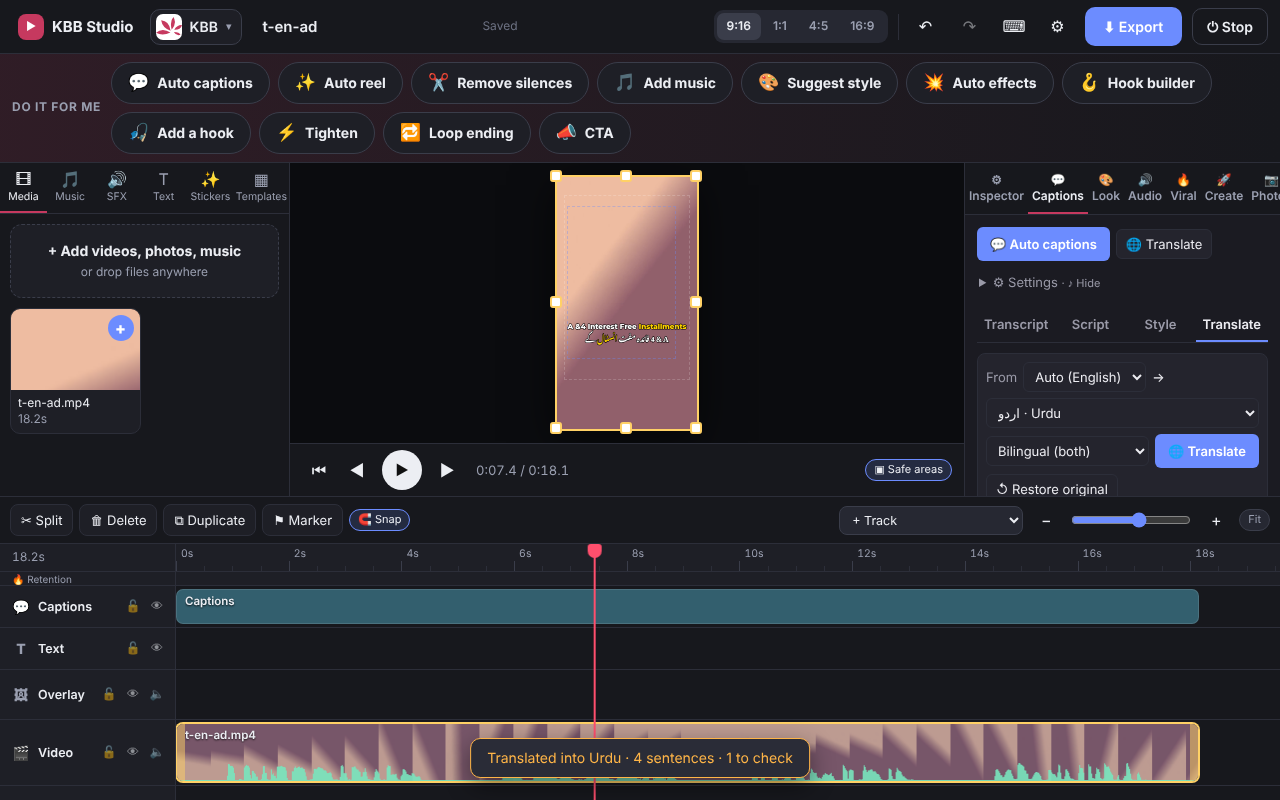 KBB Studio
KBB
t-en-ad
Saved
9:16 1:1 4:5 16:9
Export
Stop
DO IT FOR ME
Auto captions
Auto reel
Remove silences
Add music
Suggest style
Auto effects
Hook builder
Add a hook
Tighten
Loop ending
CTA
Media Music SFX Text Stickers Templates
+ Add videos, photos, music
or drop files anywhere
t-en-ad.mp4
18.2s
A &4 Interest Free Installments
0:07.4 / 0:18.1
Safe areas
Inspector Captions Look Audio Viral Create Photo
Auto captions
Translate
Settings · ♪ Hide
Transcript Script Style Translate
From Auto (English) →
اردو · Urdu
Bilingual (both)
Translate
Restore original
Split
Delete
Duplicate
Marker
Snap
+ Track
− +
Fit
18.2s
0s 2s 4s 6s 8s 10s 12s 14s 16s 18s
Retention
Captions
Captions
Text
Overlay
Video
t-en-ad.mp4
Translated into Urdu · 4 sentences · 1 to check